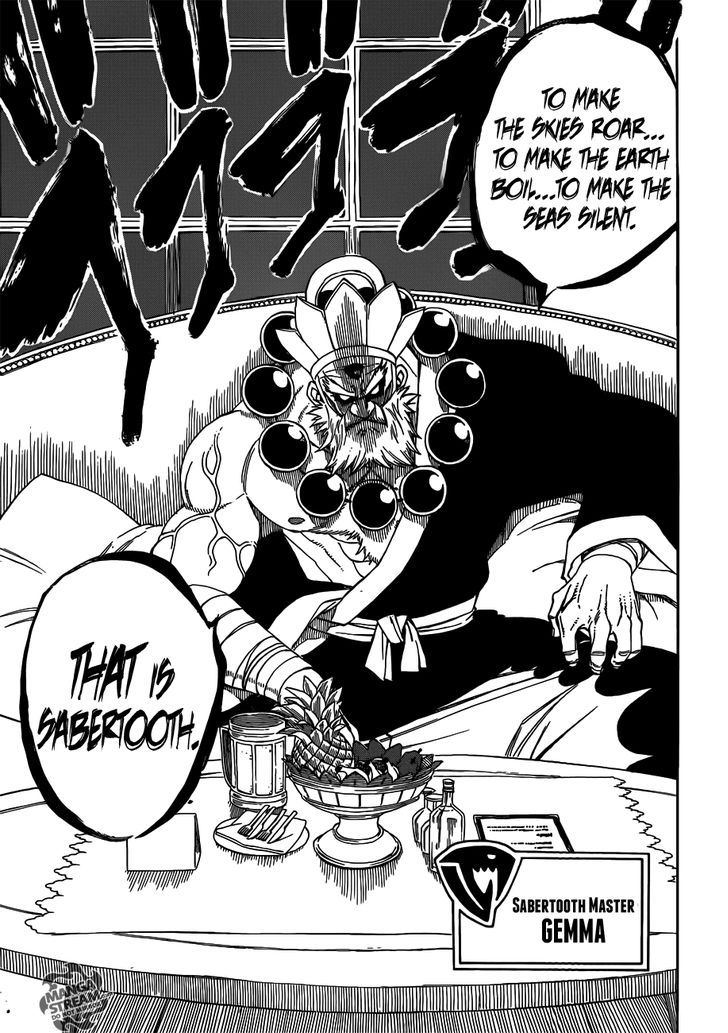 TO MAKE
THE SKIES ROAR...
TO MAKE THE EARTH
BOIL...TO MAKE THE
SEAS SILENT.
THAT IS
SABERTOOTH.
SABERTOOTH MASTER
GEMMA
MANGA
STREAM